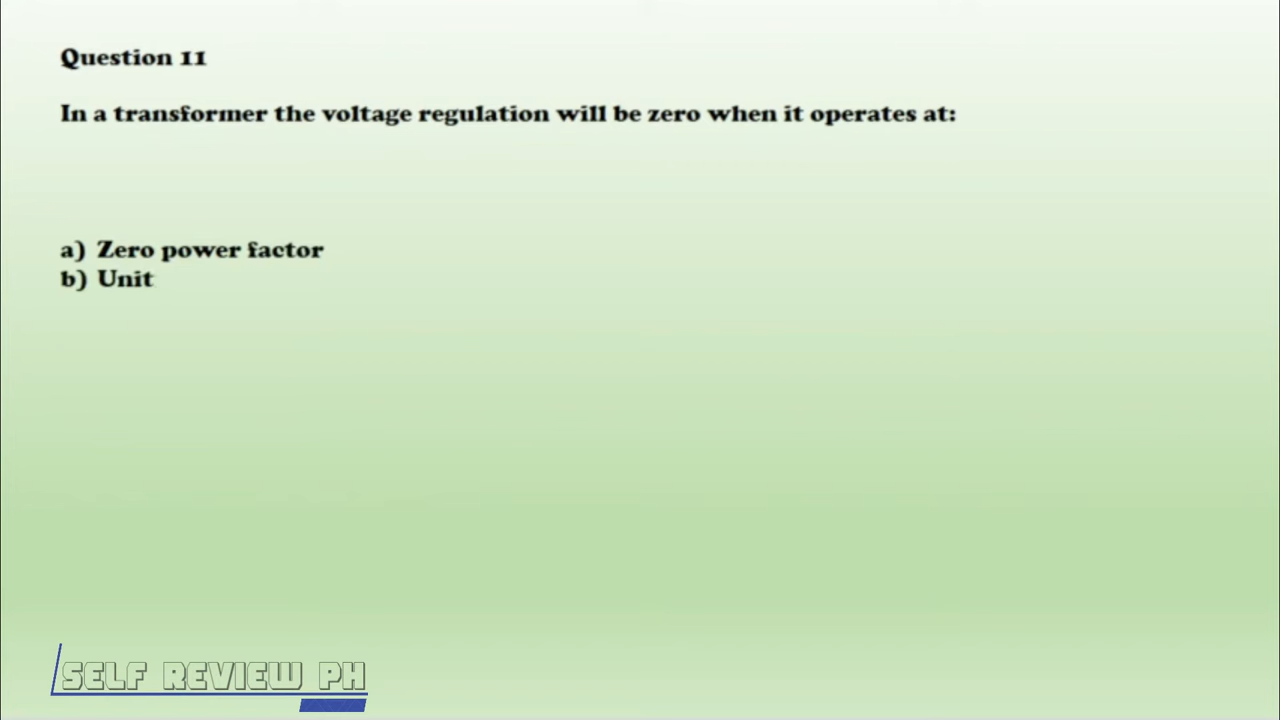 Question 11
In a transformer the voltage regulation will be zero when it operates at:
a) Zero power factor
b) Unit
SELF REVIEW PH